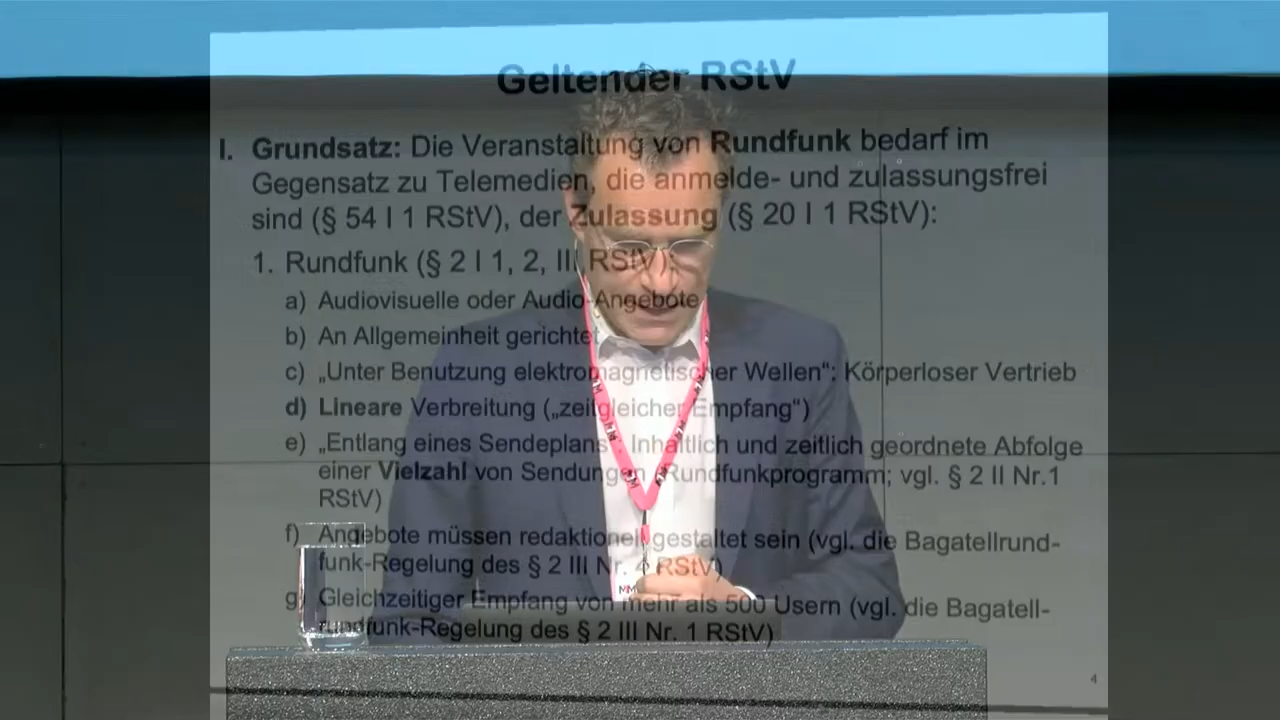 Geltender RStV
I. Grundsatz: Die Veranstaltung von Rundfunk bedarf im
Gegensatz zu Telemedien, die anmelde- und zulassungsfrei
sind (§ 54 I 1 RStV), der Zulassung (§ 20 I 1 RStV):
1. Rundfunk (§ 2 I 1, 2, III RStV):
a) Audiovisuelle oder Audio-Angebote
b) An Allgemeinheit gerichtet
c) „Unter Benutzung elektromagnetischer Wellen“: Körperloser Vertrieb
d) Lineare Verbreitung („zeitgleicher Empfang“)
e) „Entlang eines Sendeplans“: Inhaltlich und zeitlich geordnete Abfolge
einer Vielzahl von Sendungen (Rundfunkprogramm; vgl. § 2 II Nr.1
RStV)
f) Angebote müssen redaktionell gestaltet sein (vgl. die Bagatellrund-
funk-Regelung des § 2 III Nr. 4 RStV)
g) Gleichzeitiger Empfang von mehr als 500 Usern (vgl. die Bagatell-
rundfunk-Regelung des § 2 III Nr. 1 RStV)
4